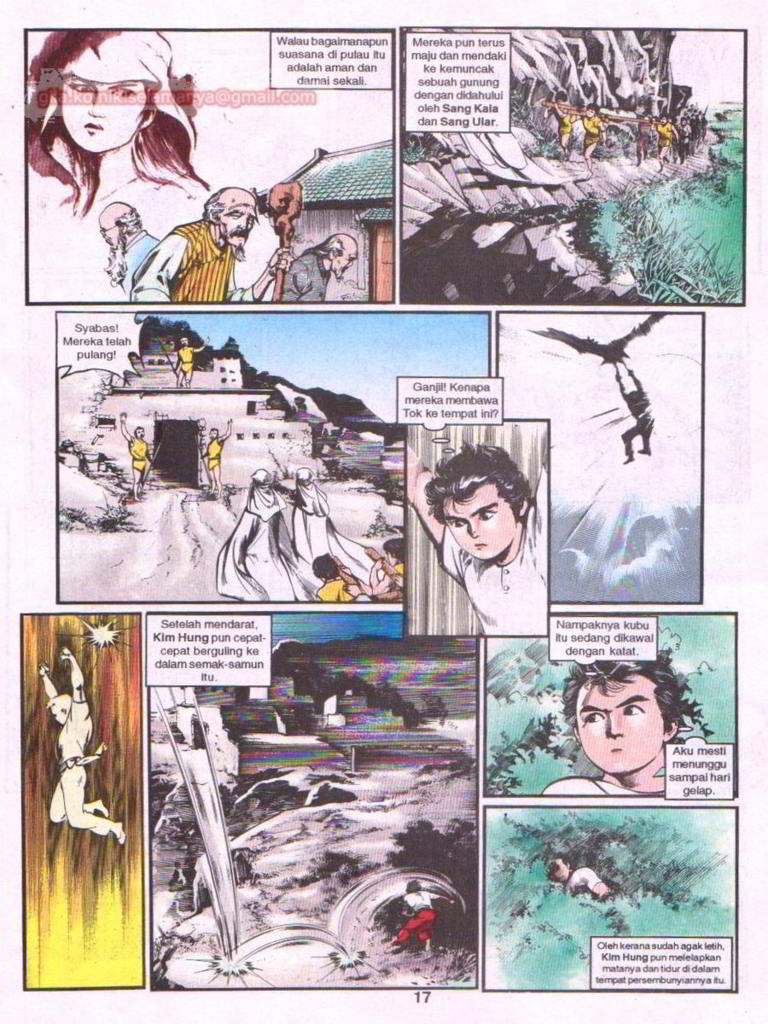 Walau bagaimanapun
suasana di pulau itu
adalah aman dan
damai sekali.
Mereka pun terus
maju dan mendaki
ke kemuncak
sebuah gunung
dengan didahului
oleh Sang Kala
dan Sang Ular.
Syabas!
Mereka telah
pulang!
Ganjil! Kenapa
mereka membawa
Tok ke tempat ini?
Setelah mendarat,
Kim Hung pun cepat-
cepat berguling ke
dalam semak-samun
itu.
Nampaknya kubu
itu sedang dikawal
dengan katat.
Aku mesti
menunggu
sampai hari
gelap.
Oleh kerana sudah agak letih,
Kim Hung pun melelapkan
matanya dan tidur di dalam
tempat persembunyiannya itu.
17